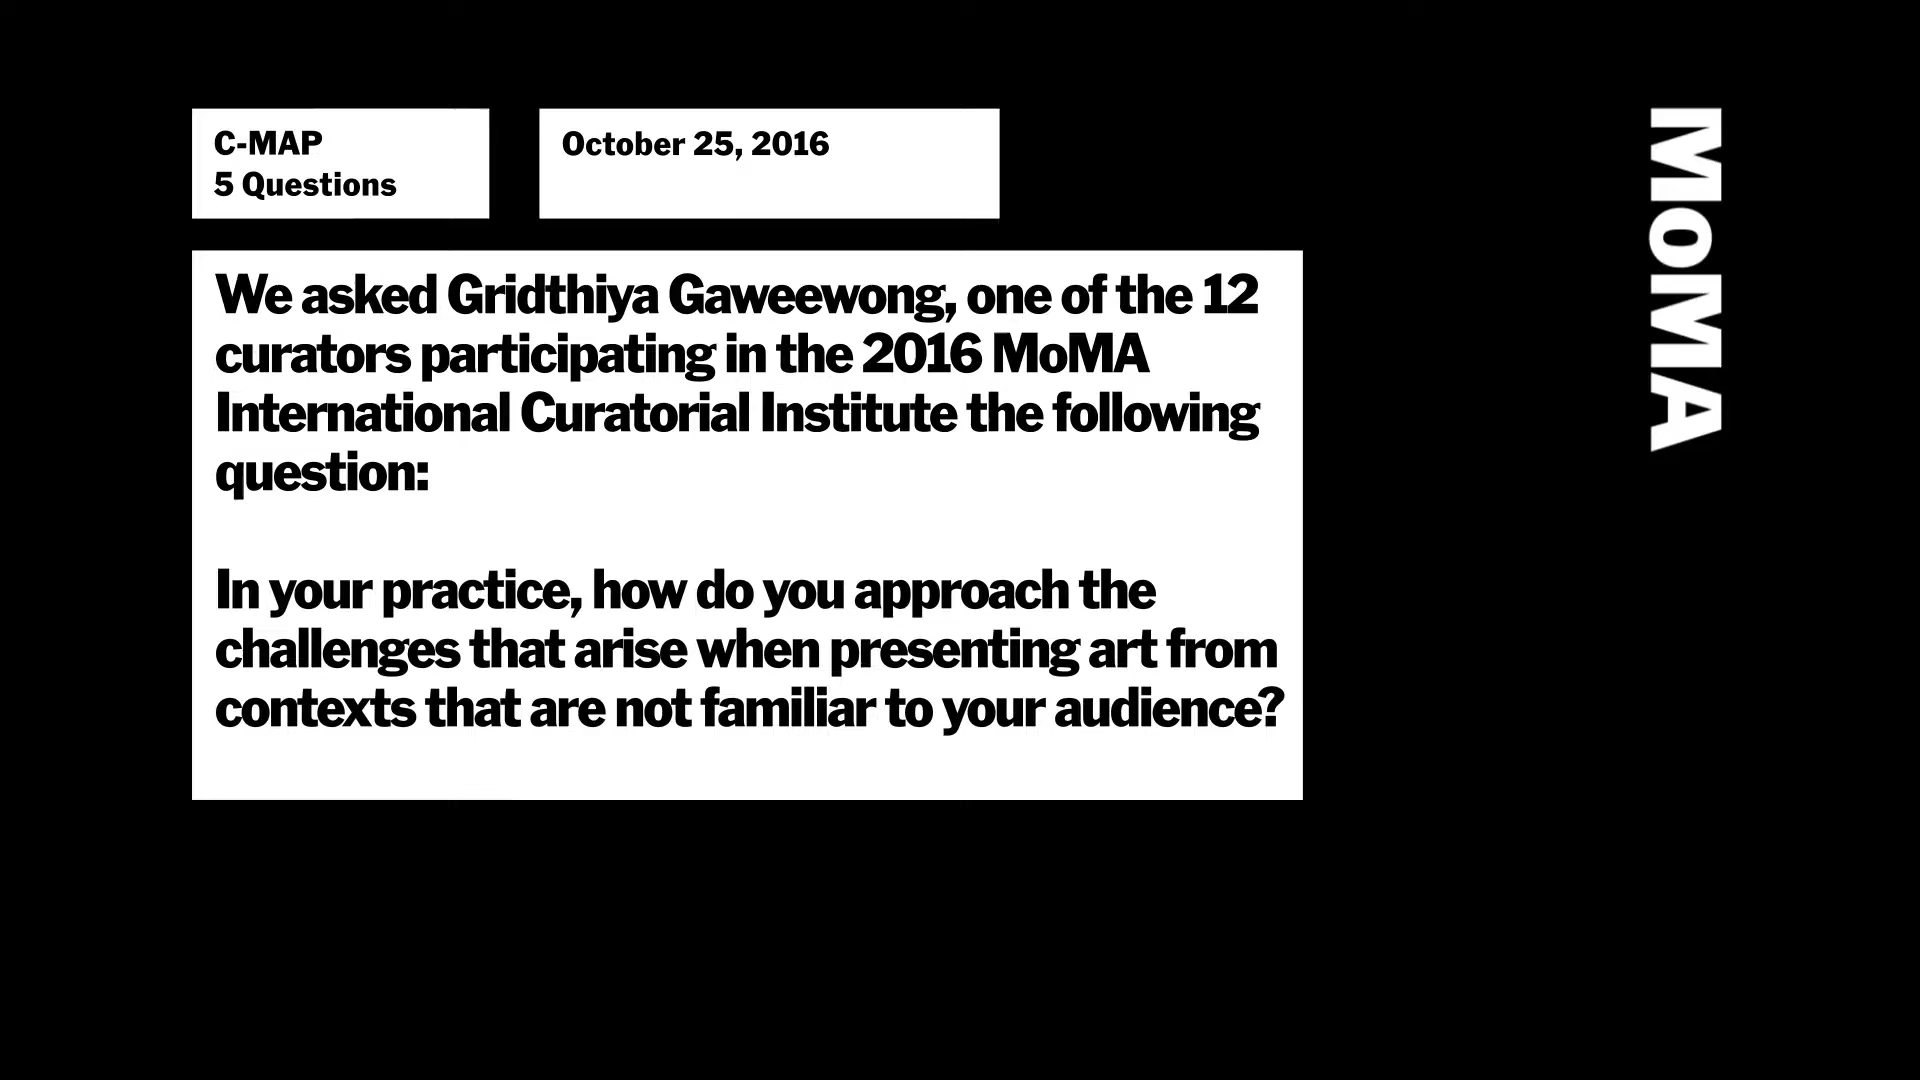 C-MAP
5 Questions
October 25, 2016
We asked Gridthiya Gaweewong, one of the 12
curators participating in the 2016 MoMA
International Curatorial Institute the following
question:
In your practice, how do you approach the
challenges that arise when presenting art from
contexts that are not familiar to your audience?
MoMA